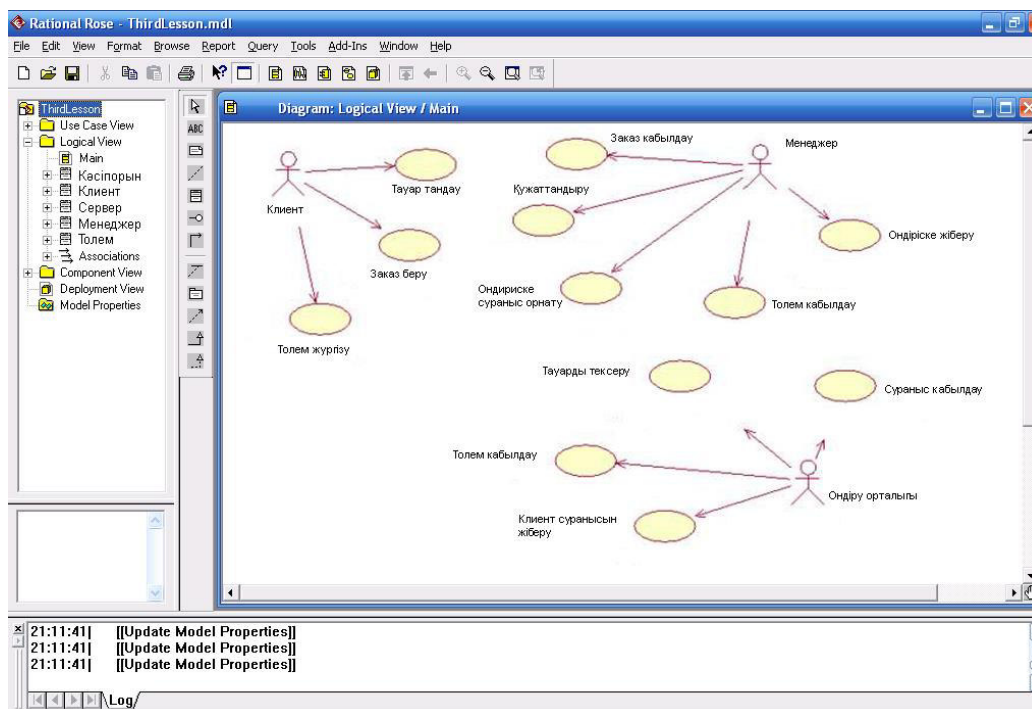 Rational Rose - ThirdLesson.mdl
File Edit View Format Browse Report Query Tools Add-Ins Window Help
ThirdLesson
Use Case View
Logical View
Main
Кәсіпорын
Клиент
Сервер
Менеджер
Толем
Associations
Component View
Deployment View
Model Properties
ABC
Diagram: Logical View / Main
Клиент
Тауар тандау
Заказ беру
Толем жүргізу
Заказ кабылдау
Менеджер
Құжаттандыру
Ондіріске жіберу
Ондириске
сураныс орнату
Толем кабылдау
Тауарды тексеру
Сураныс кабылдау
Толем кабылдау
Ондіру орталыгы
Клиент суранысын
жіберу
21:11:41| [[Update Model Properties]]
21:11:41| [[Update Model Properties]]
21:11:41| [[Update Model Properties]]
Log